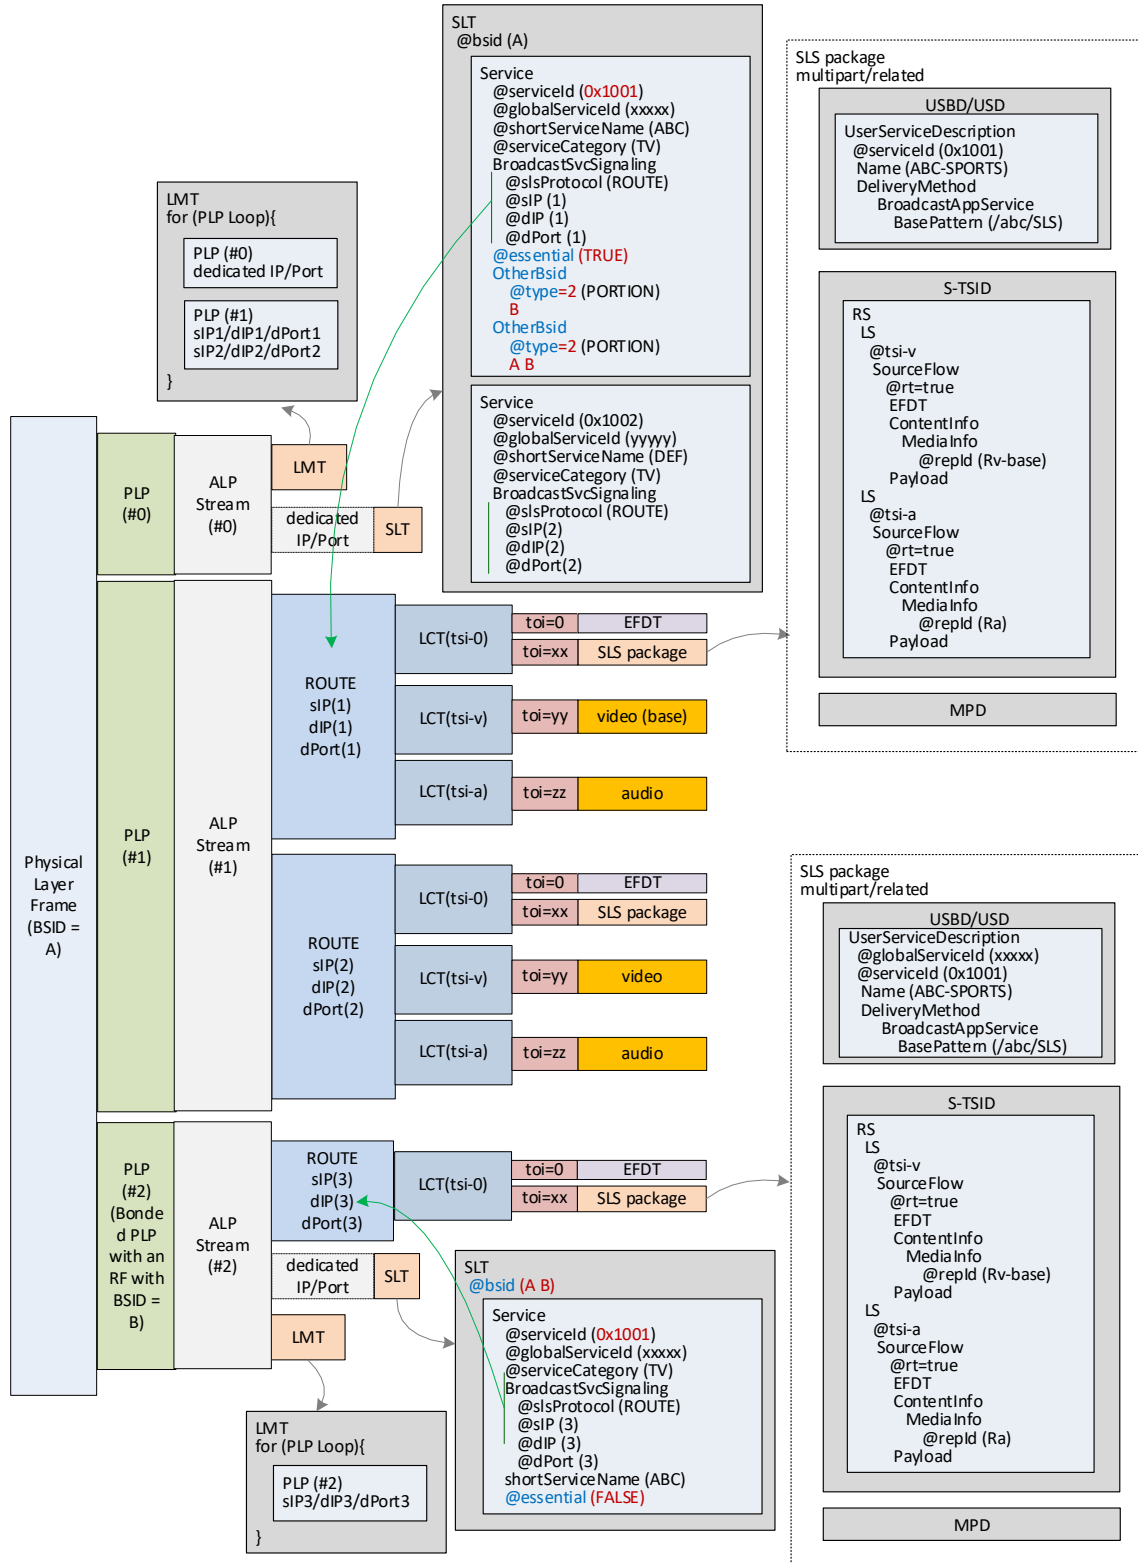 SLT
@bsid (A)
Service
@serviceId (0x1001)
@globalServiceId (xxxxx)
@shortServiceName (ABC)
@serviceCategory (TV)
BroadcastSvcSignaling
@slsProtocol (ROUTE)
@sIP (1)
@dIP (1)
@dPort (1)
@essential (TRUE)
OtherBsid
@type=2 (PORTION)
B
OtherBsid
@type=2 (PORTION)
A B
Service
@serviceId (0x1002)
@globalServiceId (yyyyy)
@shortServiceName (DEF)
@serviceCategory (TV)
BroadcastSvcSignaling
@slsProtocol (ROUTE)
@sIP(2)
@dIP(2)
@dPort(2)
SLS package
multipart/related
USBD/USD
UserServiceDescription
@serviceId (0x1001)
Name (ABC-SPORTS)
DeliveryMethod
BroadcastAppService
BasePattern (/abc/SLS)
S-TSID
RS
LS
@tsi-v
SourceFlow
@rt=true
EFDT
ContentInfo
MediaInfo
@repId (Rv-base)
Payload
LS
@tsi-a
SourceFlow
@rt=true
EFDT
ContentInfo
MediaInfo
@repId (Ra)
Payload
MPD
LMT
for (PLP Loop){
PLP (#0)
dedicated IP/Port
PLP (#1)
sIP1/dIP1/dPort1
sIP2/dIP2/dPort2
}
Physical
Layer
Frame
(BSID =
A)
PLP
(#0)
ALP
Stream
(#0)
LMT
dedicated
IP/Port
SLT
PLP
(#1)
ALP
Stream
(#1)
ROUTE
sIP(1)
dIP(1)
dPort(1)
LCT(tsi-0)
toi=0
EFDT
toi=xx
SLS package
LCT(tsi-v)
toi=yy
video (base)
LCT(tsi-a)
toi=zz
audio
ROUTE
sIP(2)
dIP(2)
dPort(2)
LCT(tsi-0)
toi=0
EFDT
toi=xx
SLS package
LCT(tsi-v)
toi=yy
video
LCT(tsi-a)
toi=zz
audio
PLP
(#2)
(Bonde
d PLP
with an
RF with
BSID =
B)
ALP
Stream
(#2)
ROUTE
sIP(3)
dIP(3)
dPort(3)
LCT(tsi-0)
toi=0
EFDT
toi=xx
SLS package
dedicated
IP/Port
SLT
LMT
LMT
for (PLP Loop){
PLP (#2)
sIP3/dIP3/dPort3
}
SLT
@bsid (A B)
Service
@serviceId (0x1001)
@globalServiceId (xxxxx)
@serviceCategory (TV)
BroadcastSvcSignaling
@slsProtocol (ROUTE)
@sIP (3)
@dIP (3)
@dPort (3)
shortServiceName (ABC)
@essential (FALSE)
SLS package
multipart/related
USBD/USD
UserServiceDescription
@globalServiceId (xxxxx)
@serviceId (0x1001)
Name (ABC-SPORTS)
DeliveryMethod
BroadcastAppService
BasePattern (/abc/SLS)
S-TSID
RS
LS
@tsi-v
SourceFlow
@rt=true
EFDT
ContentInfo
MediaInfo
@repId (Rv-base)
Payload
LS
@tsi-a
SourceFlow
@rt=true
EFDT
ContentInfo
MediaInfo
@repId (Ra)
Payload
MPD